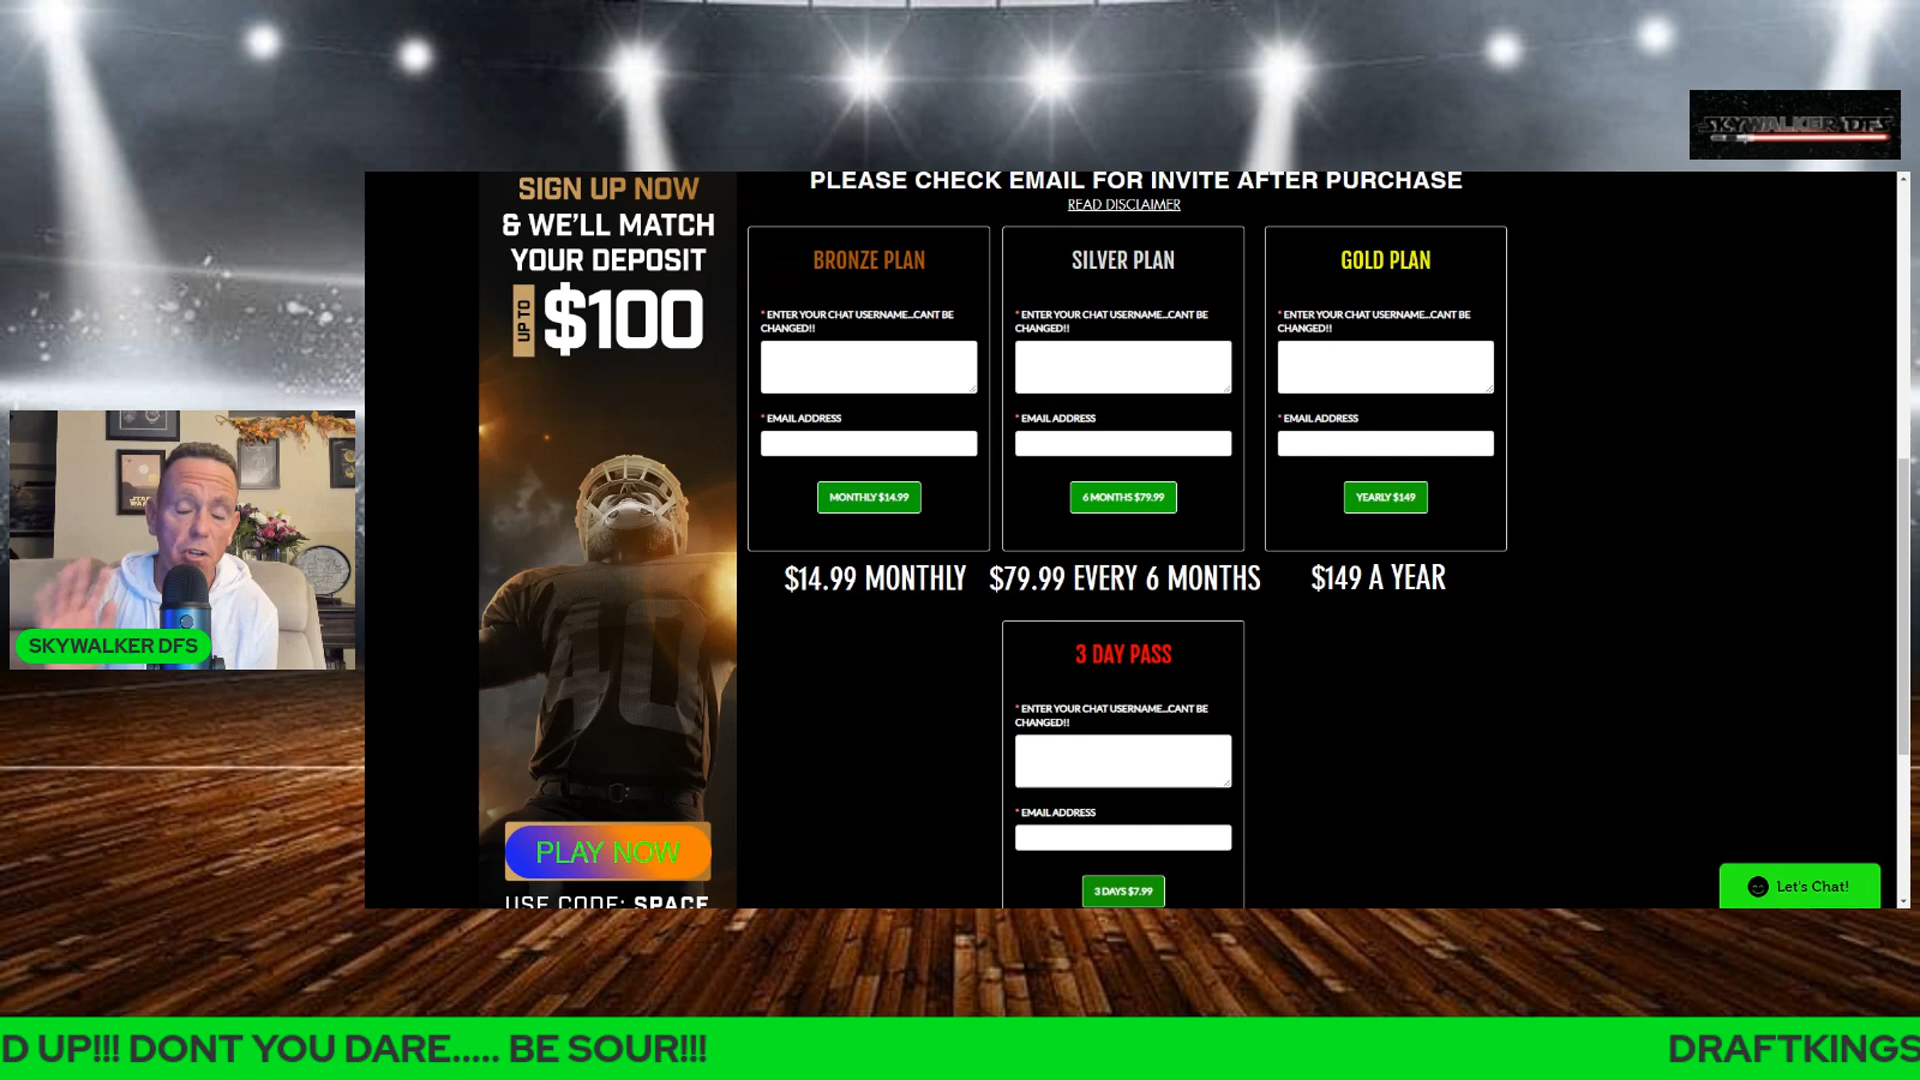 SKYWALKER DFS
SIGN UP NOW
& WE'LL MATCH
YOUR DEPOSIT
UP TO
$100
PLAY NOW
USE CODE: SPACE
PLEASE CHECK EMAIL FOR INVITE AFTER PURCHASE
READ DISCLAIMER
BRONZE PLAN
* ENTER YOUR CHAT USERNAME...CANT BE
CHANGED!!
* EMAIL ADDRESS
MONTHLY $14.99
$14.99 MONTHLY
SILVER PLAN
* ENTER YOUR CHAT USERNAME...CANT BE
CHANGED!!
* EMAIL ADDRESS
6 MONTHS $79.99
$79.99 EVERY 6 MONTHS
GOLD PLAN
* ENTER YOUR CHAT USERNAME...CANT BE
CHANGED!!
* EMAIL ADDRESS
YEARLY $149
$149 A YEAR
3 DAY PASS
* ENTER YOUR CHAT USERNAME...CANT BE
CHANGED!!
* EMAIL ADDRESS
3 DAYS $7.99
Let's Chat!
STAR
SKYWALKER DFS
40
D UP!!! DONT YOU DARE..... BE SOUR!!!
DRAFTKINGS